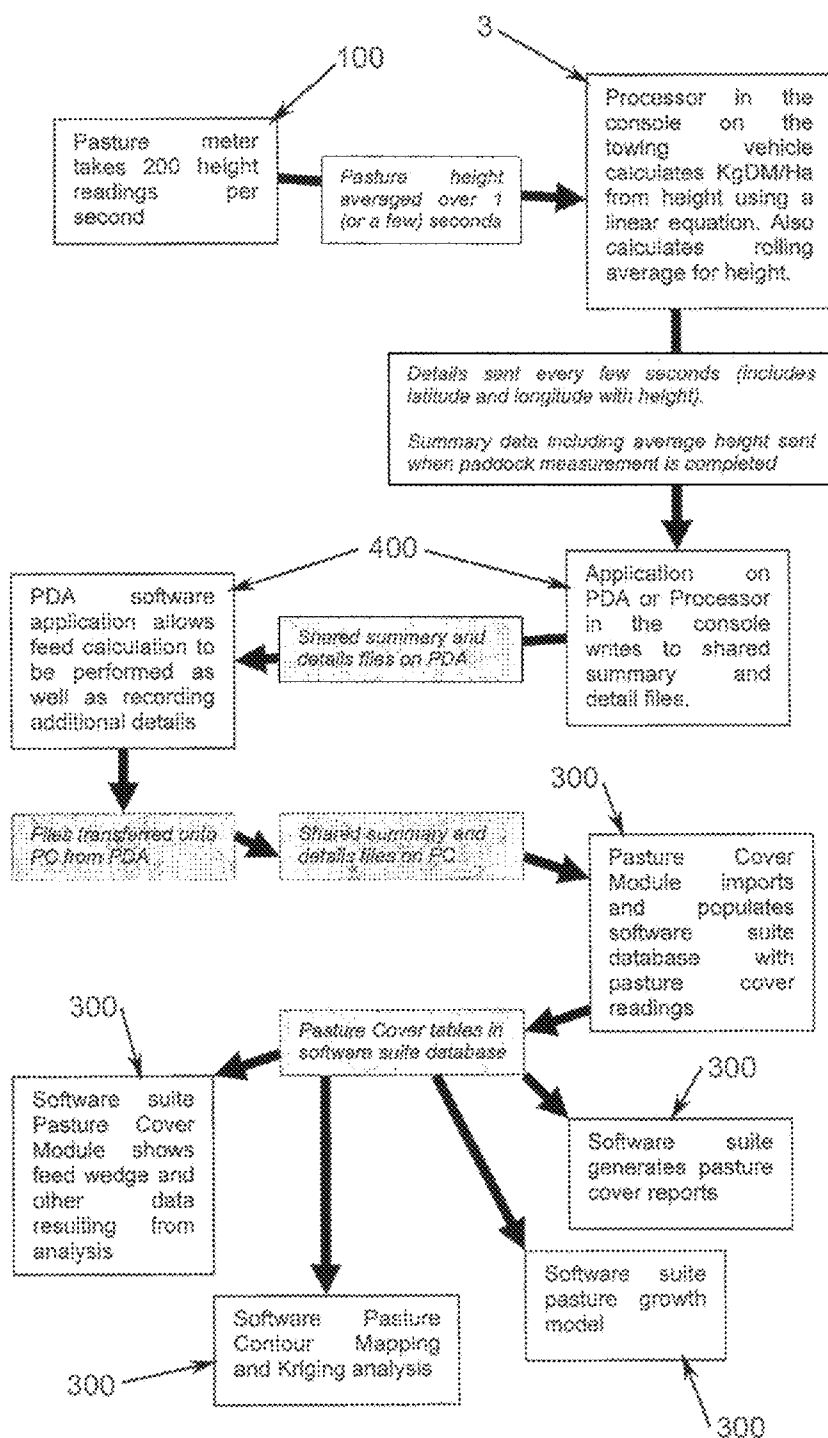 100
3
Pasture meter
takes 200 height
readings per
second
Pasture height
averaged over 1
(or a few) seconds
Processor in the
console on the
towing vehicle
calculates KgDM/Ha
from height using a
linear equation. Also
calculates rolling
average for height.
Details sent every few seconds (includes
latitude and longitude with height).
Summary data including average height sent
when paddock measurement is completed
400
PDA software
application allows
feed calculation to
be performed as
well as recording
additional details
Shared summary and
details files on PDA
Application on
PDA or Processor
in the console
writes to shared
summary and
detail files.
300
Files transferred onto
PC from PDA
Shared summary and
details files on PC
Pasture Cover
Module imports
and populates
software suite
database with
pasture cover
readings
300
Pasture Cover tables in
software suite database
300
Software suite
Pasture Cover
Module shows
feed wedge and
other data
resulting from
analysis
Software suite
generates pasture
cover reports
Software suite
pasture growth
model
Software Pasture
Contour Mapping
and Kriging analysis
300
300